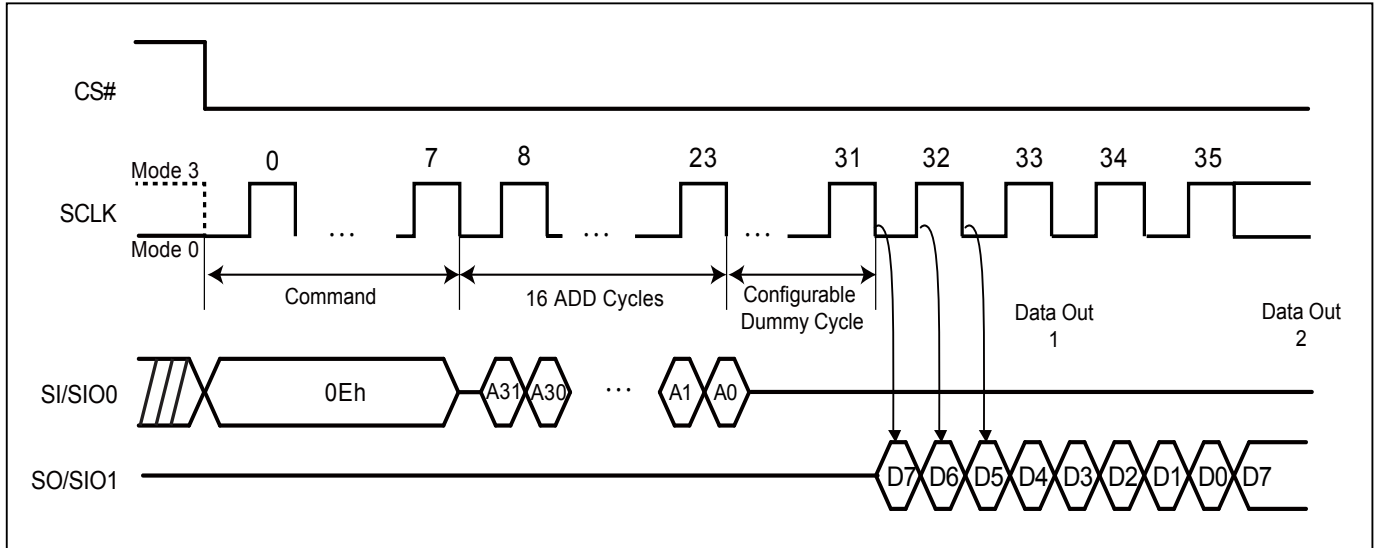 CS#
0 7 8 23 31 32 33 34 35
Mode 3
SCLK
Mode 0
... ... ...
Command
16 ADD Cycles
Configurable
Dummy Cycle
Data Out
1
Data Out
2
SI/SIO0
0Eh
A31 A30 ... A1 A0
SO/SIO1
D7 D6 D5 D4 D3 D2 D1 D0 D7